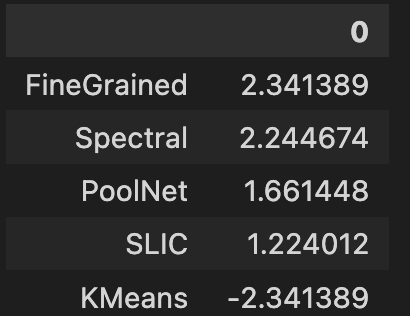 0
FineGrained 2.341389
Spectral 2.244674
PoolNet 1.661448
SLIC 1.224012
KMeans -2.341389